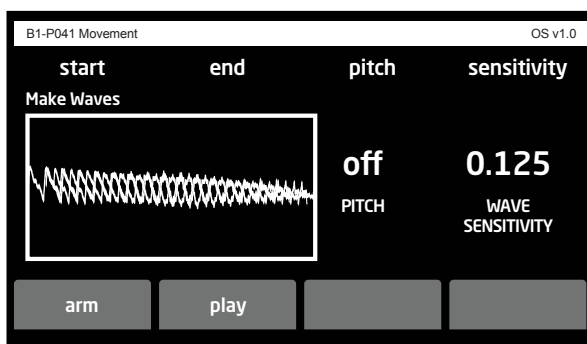 B1-P041 Movement OS v1.0
start end pitch sensitivity
Make Waves
off 0.125
PITCH WAVE
SENSITIVITY
arm play